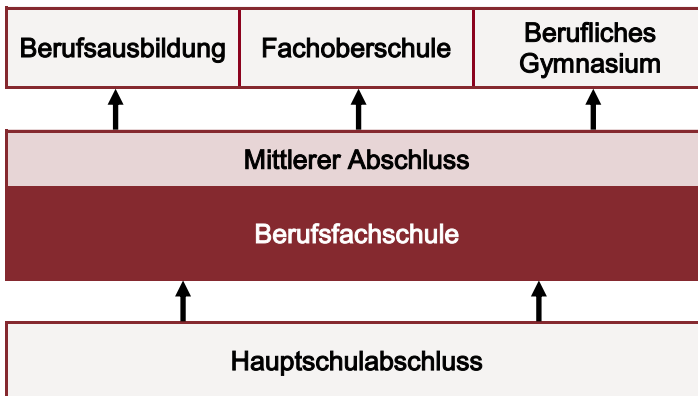 Berufsausbildung
Fachoberschule
Berufliches
Gymnasium
Mittlerer Abschluss
Berufsfachschule
Hauptschulabschluss